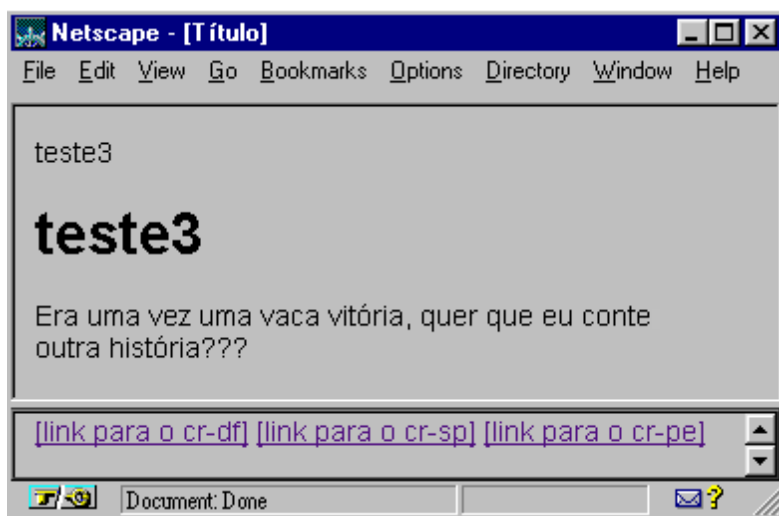 Netscape - [Título]
File Edit View Go Bookmarks Options Directory Window Help
teste3
teste3
Era uma vez uma vaca vitória, quer que eu conte
outra história???
[link para o cr-df] [link para o cr-sp] [link para o cr-pe]
Document: Done